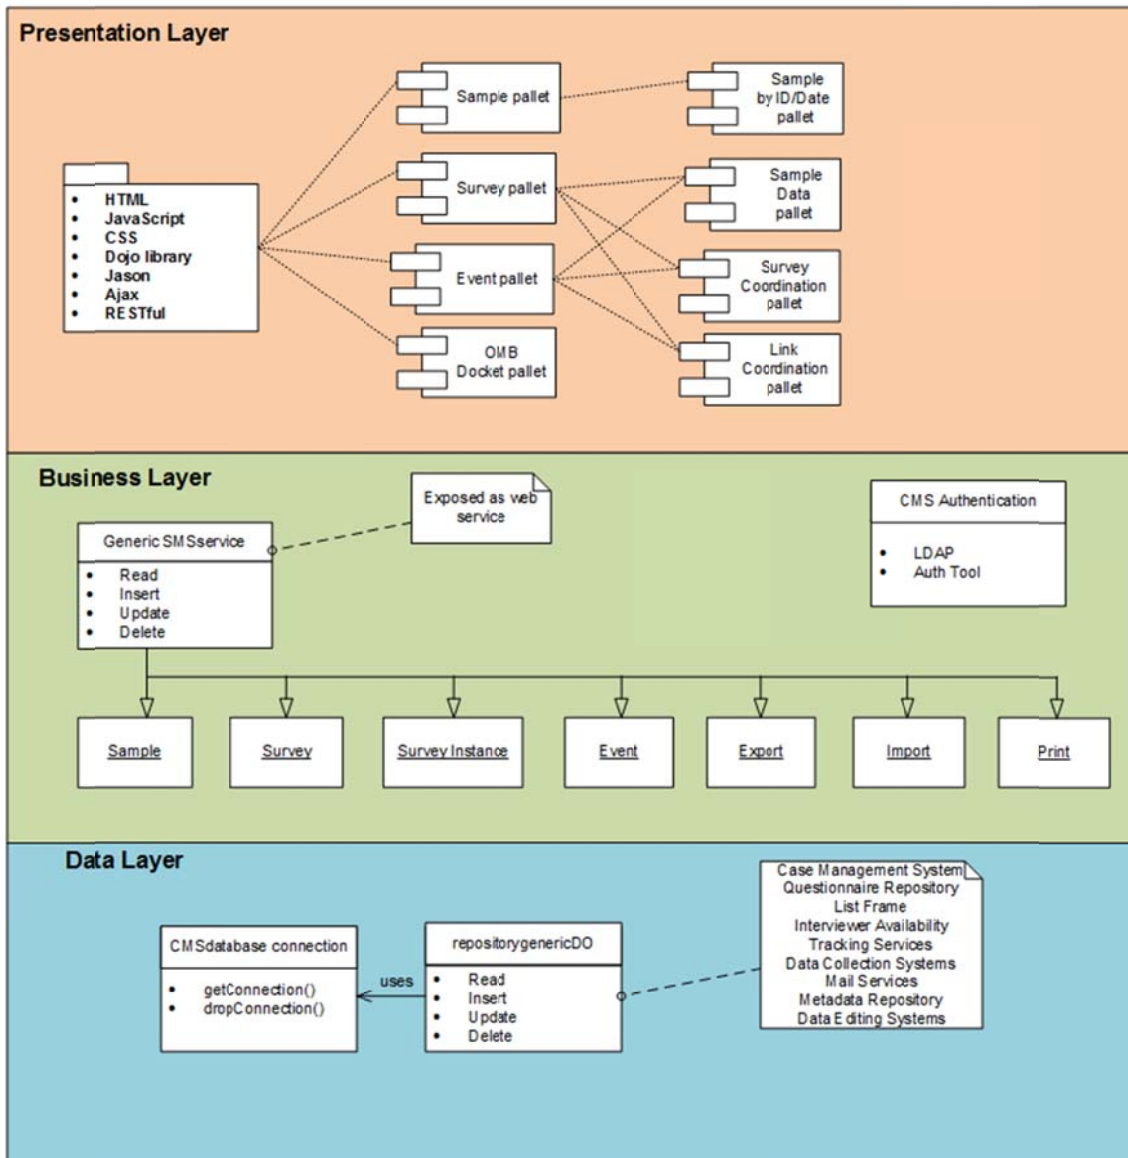 Presentation Layer
HTML
JavaScript
CSS
Dojo library
Jason
Ajax
RESTful
Sample pallet
Survey pallet
Event pallet
OMB
Docket pallet
Sample
by ID/Date
pallet
Sample
Data
pallet
Survey
Coordination
pallet
Link
Coordination
pallet
Business Layer
Generic SMSservice
Read
Insert
Update
Delete
Exposed as web
service
CMS Authentication
LDAP
Auth Tool
Sample
Survey
Survey Instance
Event
Export
Import
Print
Data Layer
CMSdatabase connection
getConnection()
dropConnection()
uses
repositorygenericDO
Read
Insert
Update
Delete
Case Management System
Questionnaire Repository
List Frame
Interviewer Availability
Tracking Services
Data Collection Systems
Mail Services
Metadata Repository
Data Editing Systems